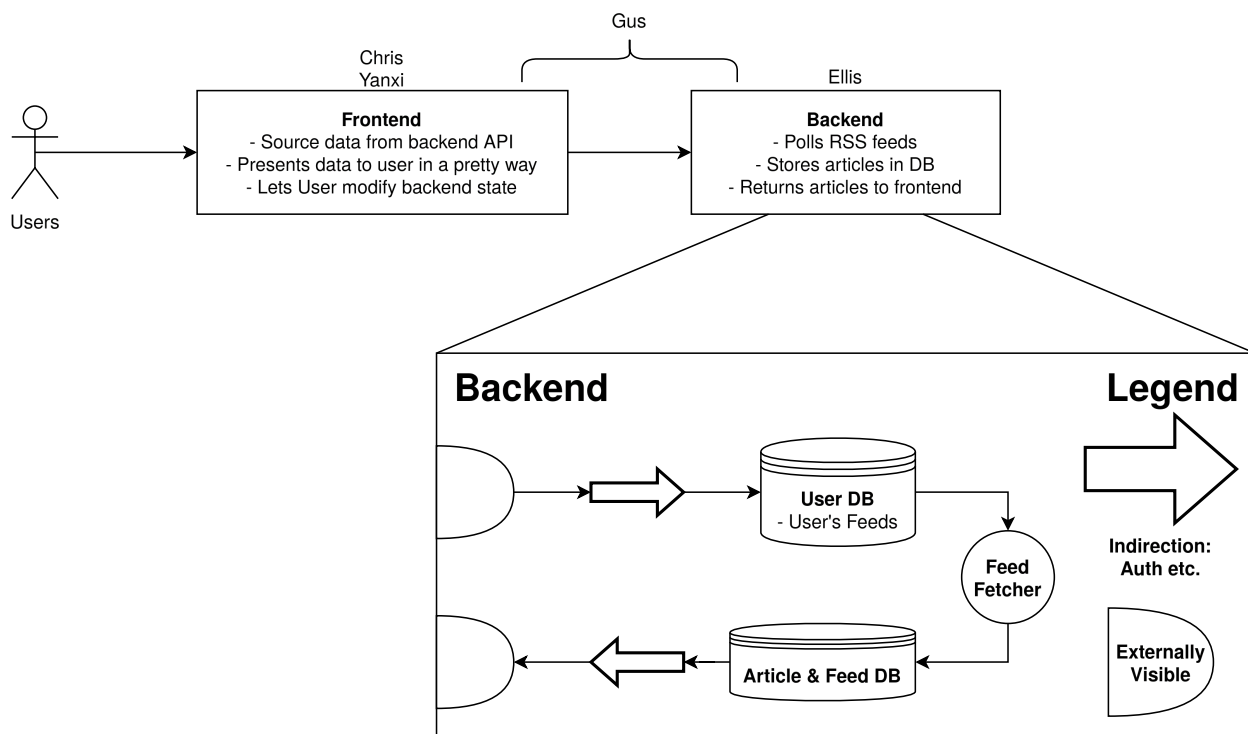 Gus
Chris
Yanxi
Ellis
Frontend
- Source data from backend API
- Presents data to user in a pretty way
- Lets User modify backend state
Backend
- Polls RSS feeds
- Stores articles in DB
- Returns articles to frontend
Users
Backend
Legend
User DB
- User's Feeds
Feed
Fetcher
Indirection:
Auth etc.
Article & Feed DB
Externally
Visible